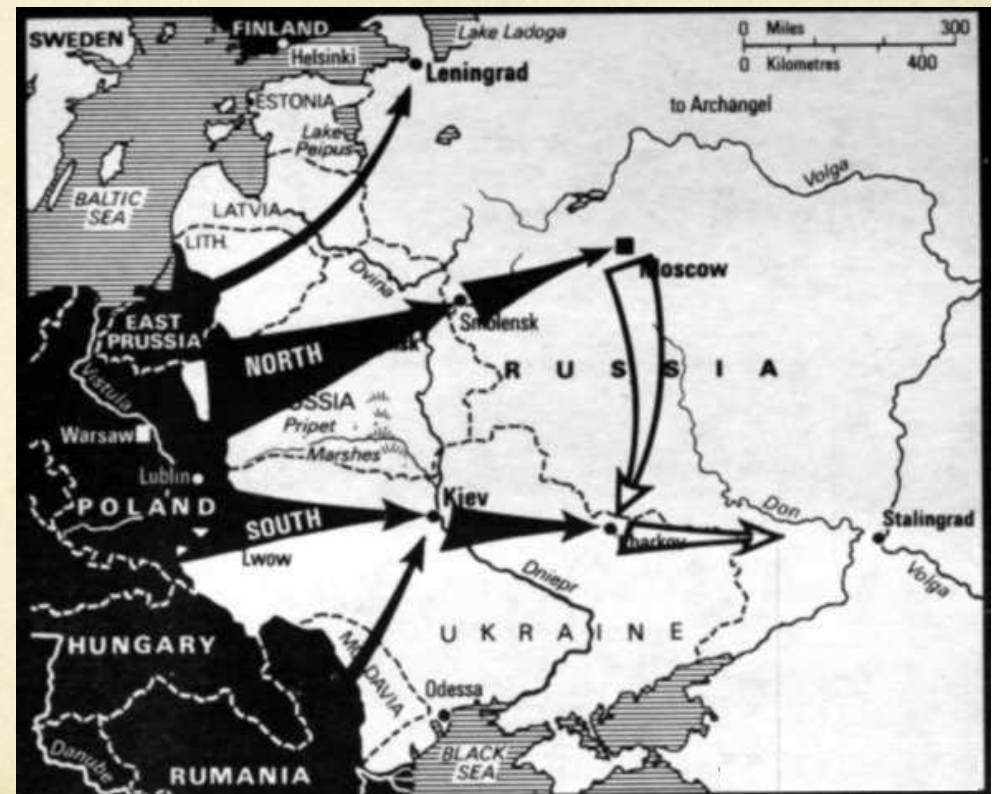 FINLAND
SWEDEN
Helsinki
Lake Ladoga
0 Miles 300
0 Kilometres 400
Leningrad
ESTONIA
to Archangel
Lake
Peipus
Volga
BALTIC
SEA
LATVIA
LITH.
Dvina
Moscow
EAST
PRUSSIA
Smolensk
NORTH
RUSSIA
Vistula
Pripet
Marshes
Warsaw
Lublin
POLAND
Kiev
SOUTH
Don
Stalingrad
Kharkov
Lwow
Volga
Dniepr
HUNGARY
UKRAINE
Odessa
Danube
BLACK
SEA
RUMANIA